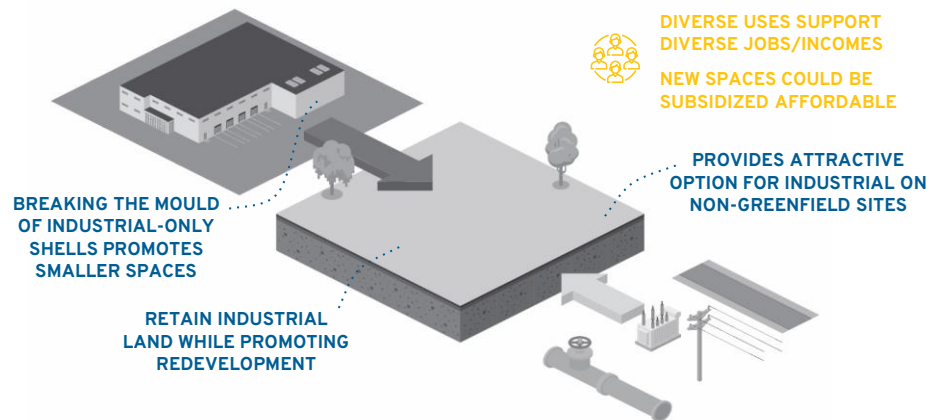 DIVERSE USES SUPPORT
DIVERSE JOBS/INCOMES
NEW SPACES COULD BE
SUBSIDIZED AFFORDABLE
PROVIDES ATTRACTIVE
OPTION FOR INDUSTRIAL ON
NON-GREENFIELD SITES
BREAKING THE MOULD
OF INDUSTRIAL-ONLY
SHELLS PROMOTES
SMALLER SPACES
RETAIN INDUSTRIAL
LAND WHILE PROMOTING
REDEVELOPMENT